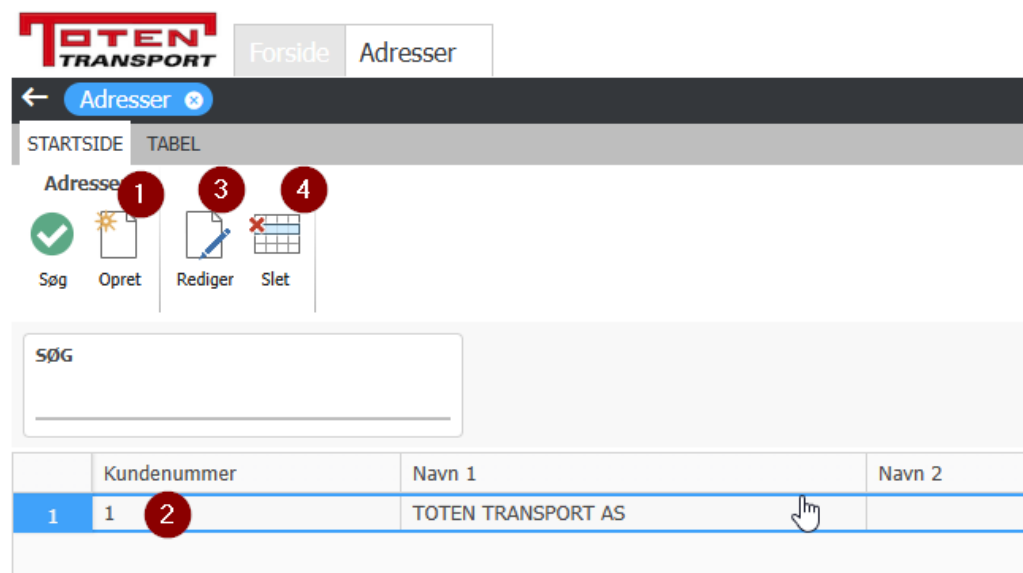 TOTEN
TRANSPORT
Forside Adresser
Adresser
STARTSIDE TABEL
Adresser
1 3 4
Søg Opret Rediger Slet
SØG
Kundenummer Navn 1 Navn 2
1 1 2 TOTEN TRANSPORT AS